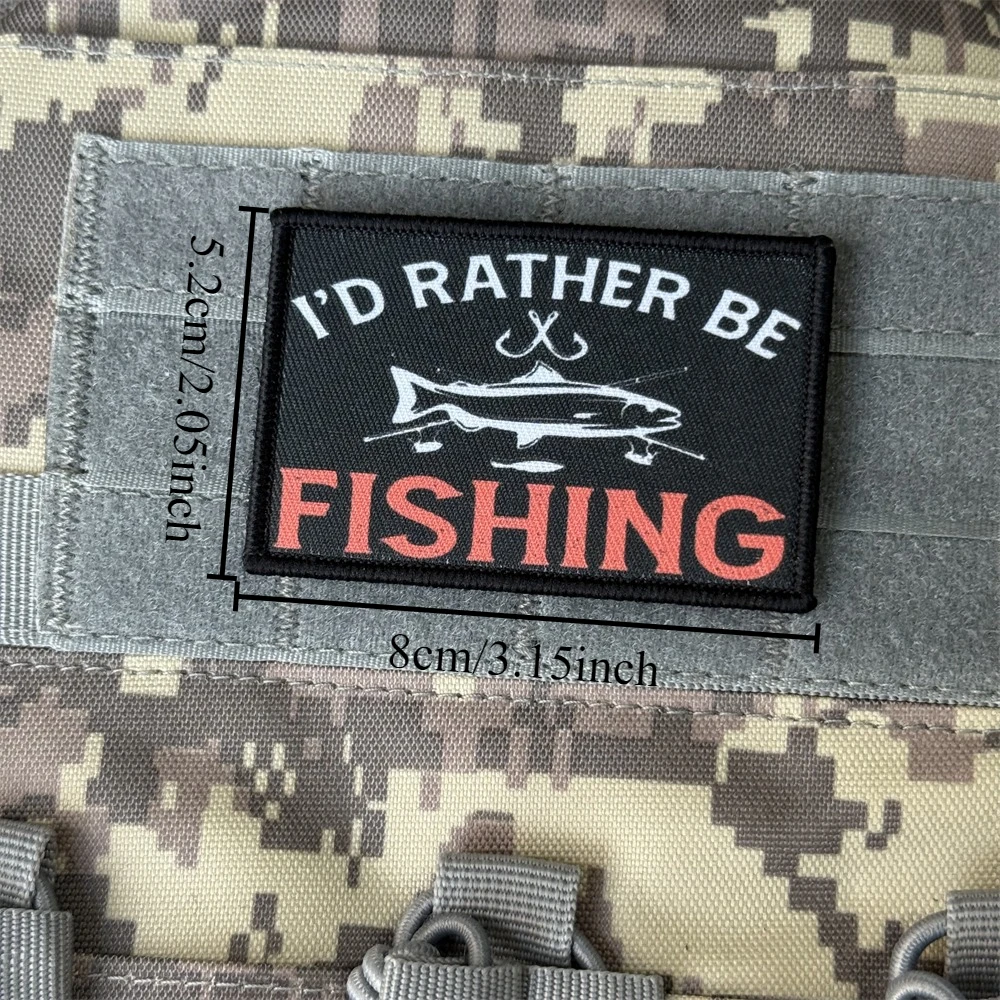 I'D RATHER BE
FISHING
5.2cm/2.05inch
8cm/3.15inch